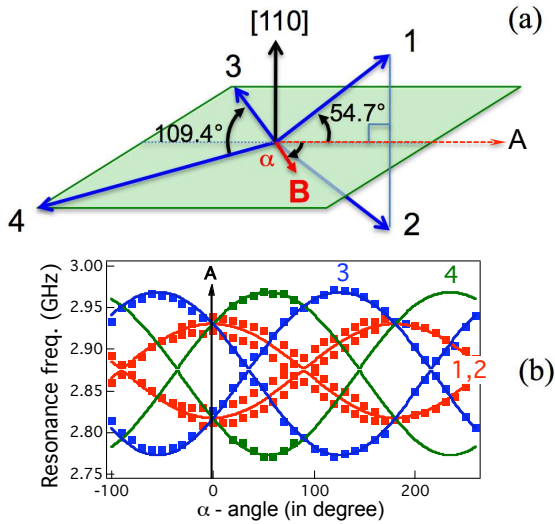 (a)
[110]
1
3
54.7°
109.4°
α
A
B
4
2
Resonance freq. (GHz)
3.00
2.95
2.90
2.85
2.80
2.75
A
3
4
1,2
(b)
-100
0
100
200
α - angle (in degree)